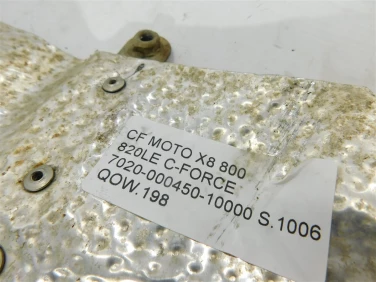 CF MOTO X8 800
820LE C-FORCE
7020-000450-10000 S.1006
QOW.198